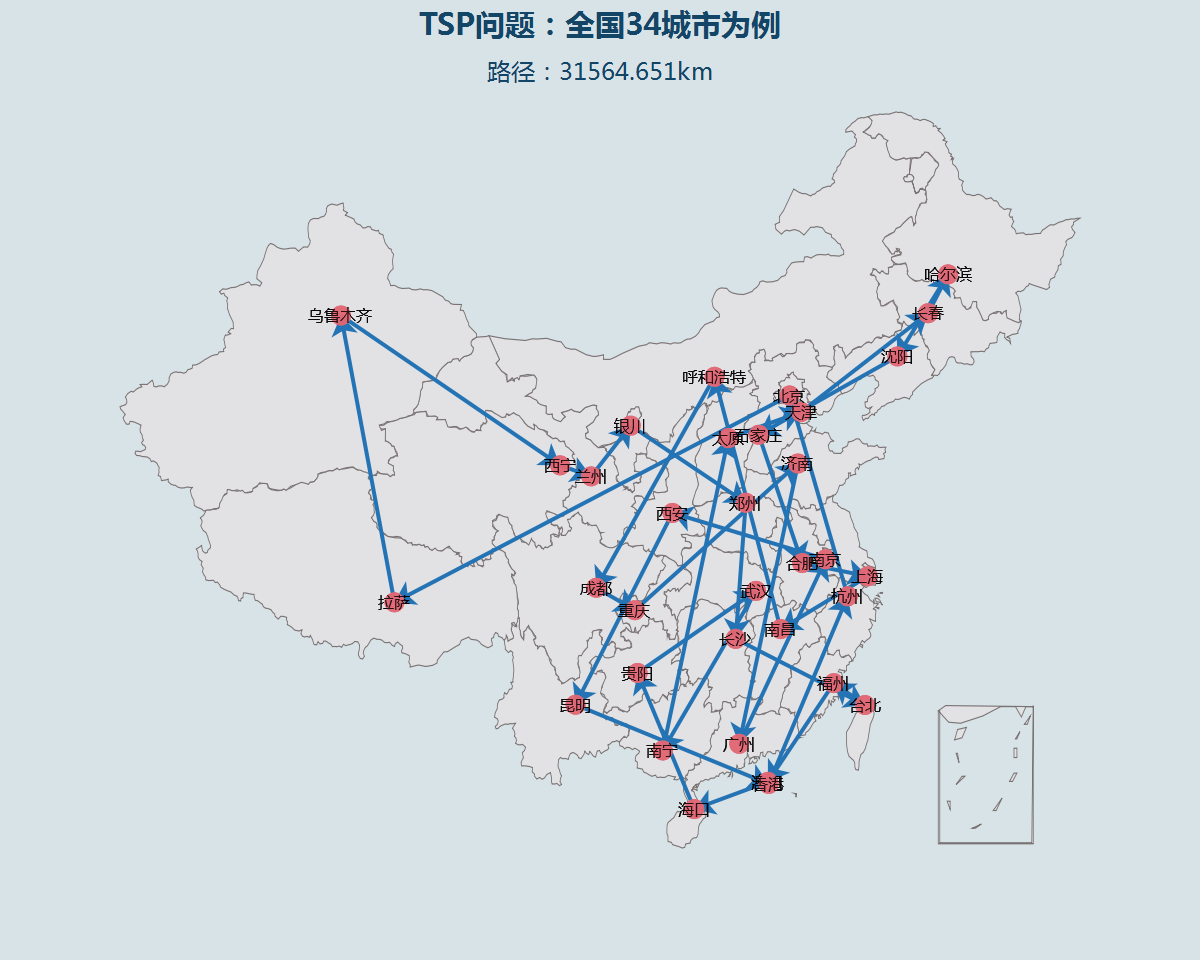 TSP问题：全国34城市为例
路径：31564.651km
哈尔滨
长春
乌鲁木齐
沈阳
呼和浩特
北京
天津
银川
太原
石家庄
西宁
济南
兰州
郑州
西安
南京
合肥
上海
成都
武汉
杭州
拉萨
重庆
南昌
长沙
贵阳
福州
昆明
台北
广州
南宁
香港
海口